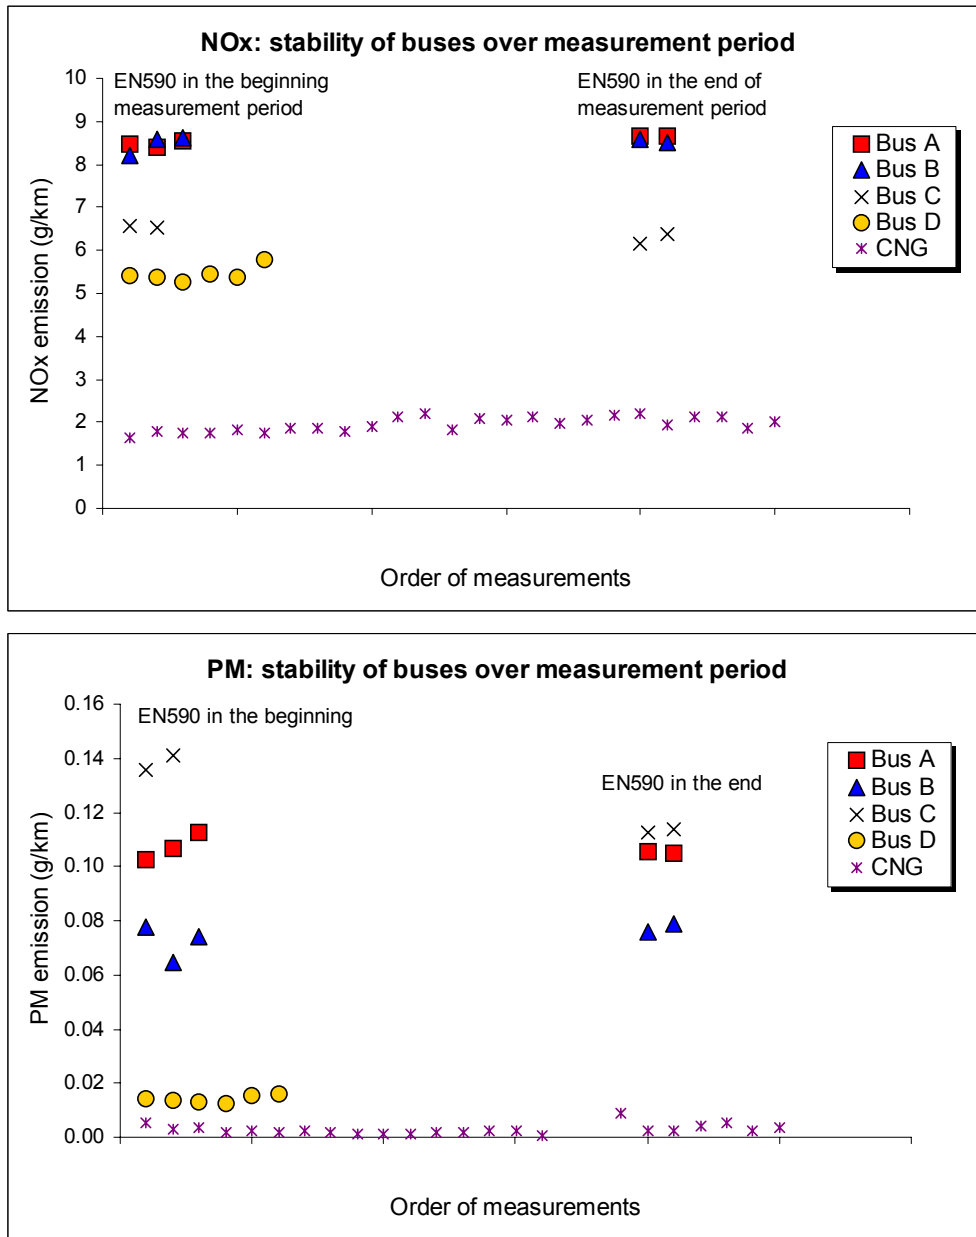 NOx: stability of buses over measurement period
EN590 in the beginning
measurement period
EN590 in the end of
measurement period
10
9
8
7
6
5
4
3
2
1
0
NOx emission (g/km)
Order of measurements
Bus A
Bus B
Bus C
Bus D
CNG
PM: stability of buses over measurement period
EN590 in the beginning
EN590 in the end
0.16
0.14
0.12
0.10
0.08
0.06
0.04
0.02
0.00
PM emission (g/km)
Order of measurements
Bus A
Bus B
Bus C
Bus D
CNG